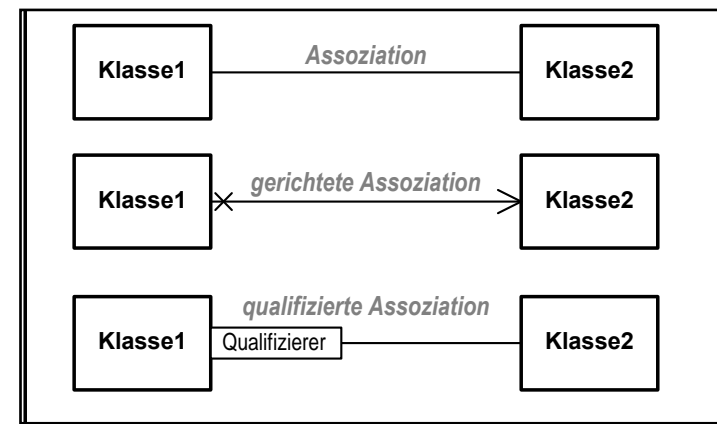 Assoziation
Klasse1 Klasse2
gerichtete Assoziation
Klasse1 Klasse2
qualifizierte Assoziation
Klasse1 Qualifizierer Klasse2